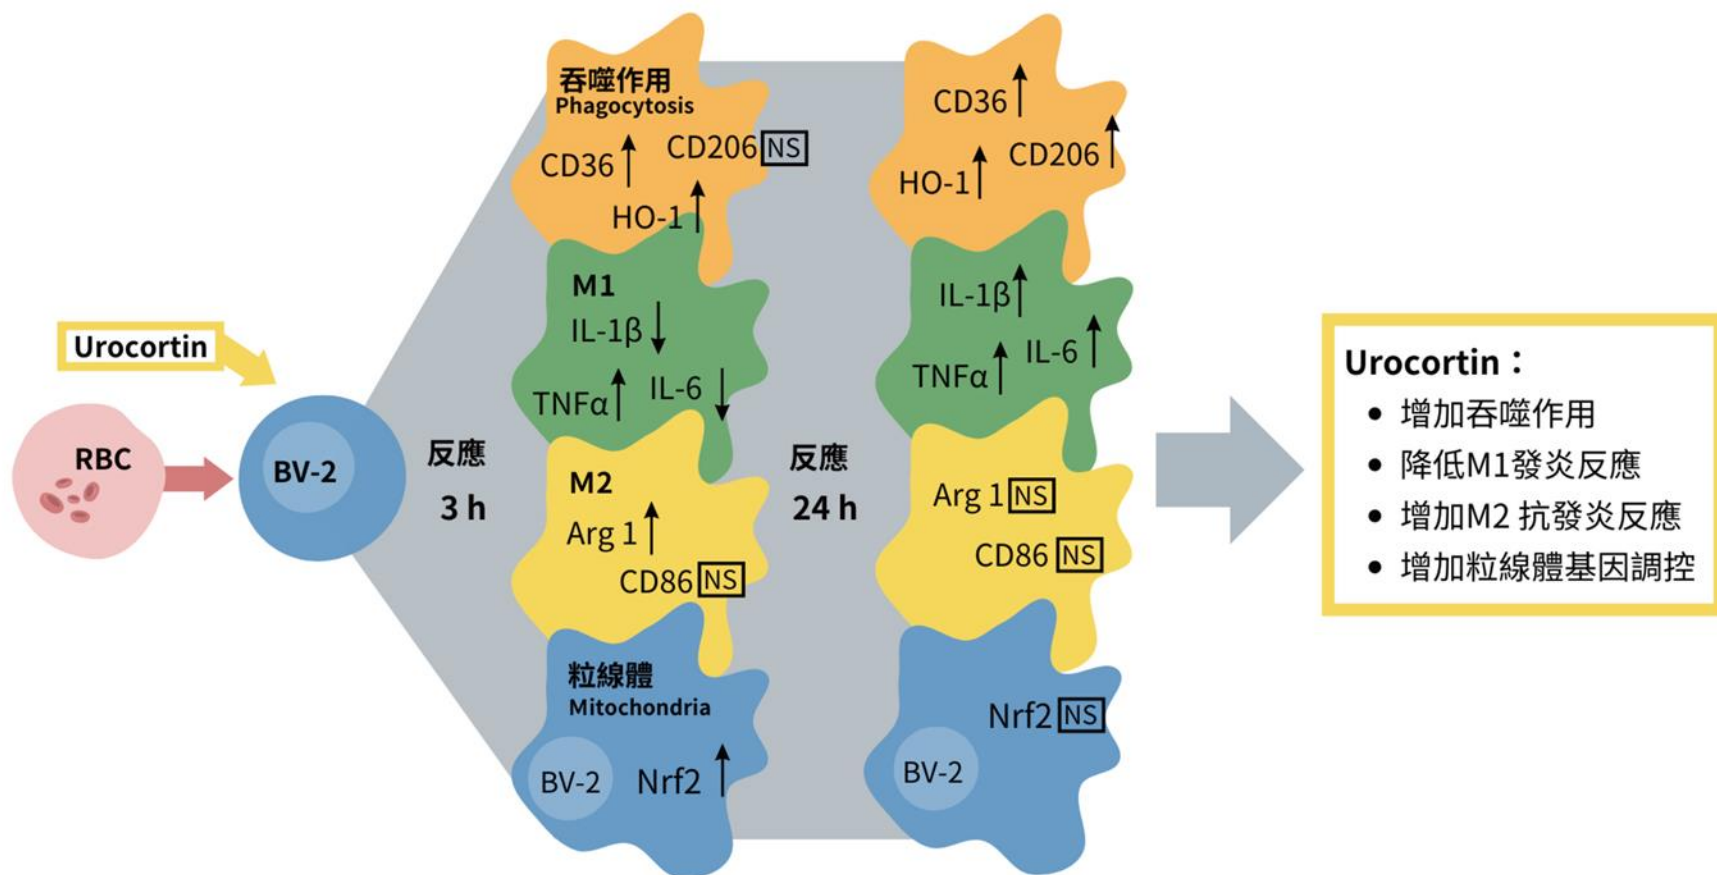 Urocortin
RBC
BV-2
反應
3 h
吞噬作用
Phagocytosis
CD36↑
CD206 NS
HO-1↑
M1
IL-1β↓
TNFα↑
IL-6↓
M2
Arg 1↑
CD86 NS
粒線體
Mitochondria
BV-2
Nrf2↑
反應
24 h
CD36↑
CD206↑
HO-1↑
IL-1β↑
IL-6↑
TNFα↑
Arg 1 NS
CD86 NS
Nrf2 NS
BV-2
Urocortin：
• 增加吞噬作用
• 降低M1發炎反應
• 增加M2 抗發炎反應
• 增加粒線體基因調控